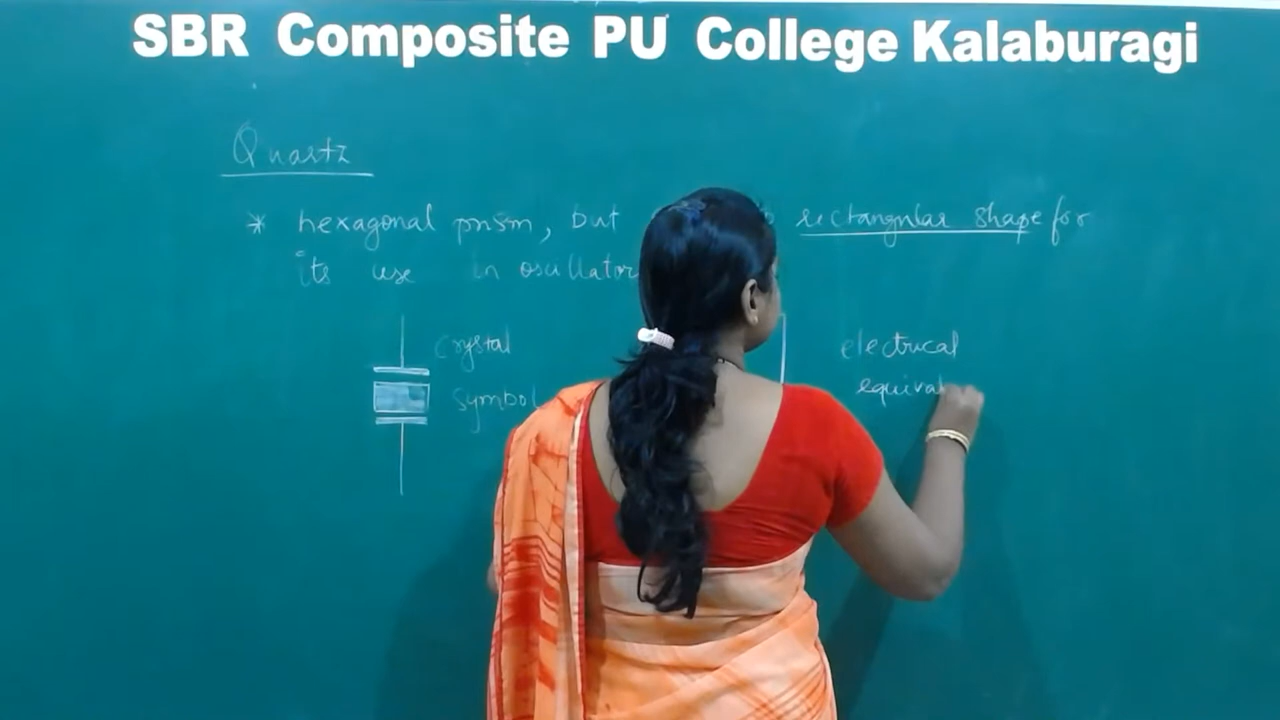 SBR Composite PU College Kalaburagi
Quartz
* hexagonal prism, but rectangular shape for
its use in oscillator
crystal
symbol
electrical
equiva